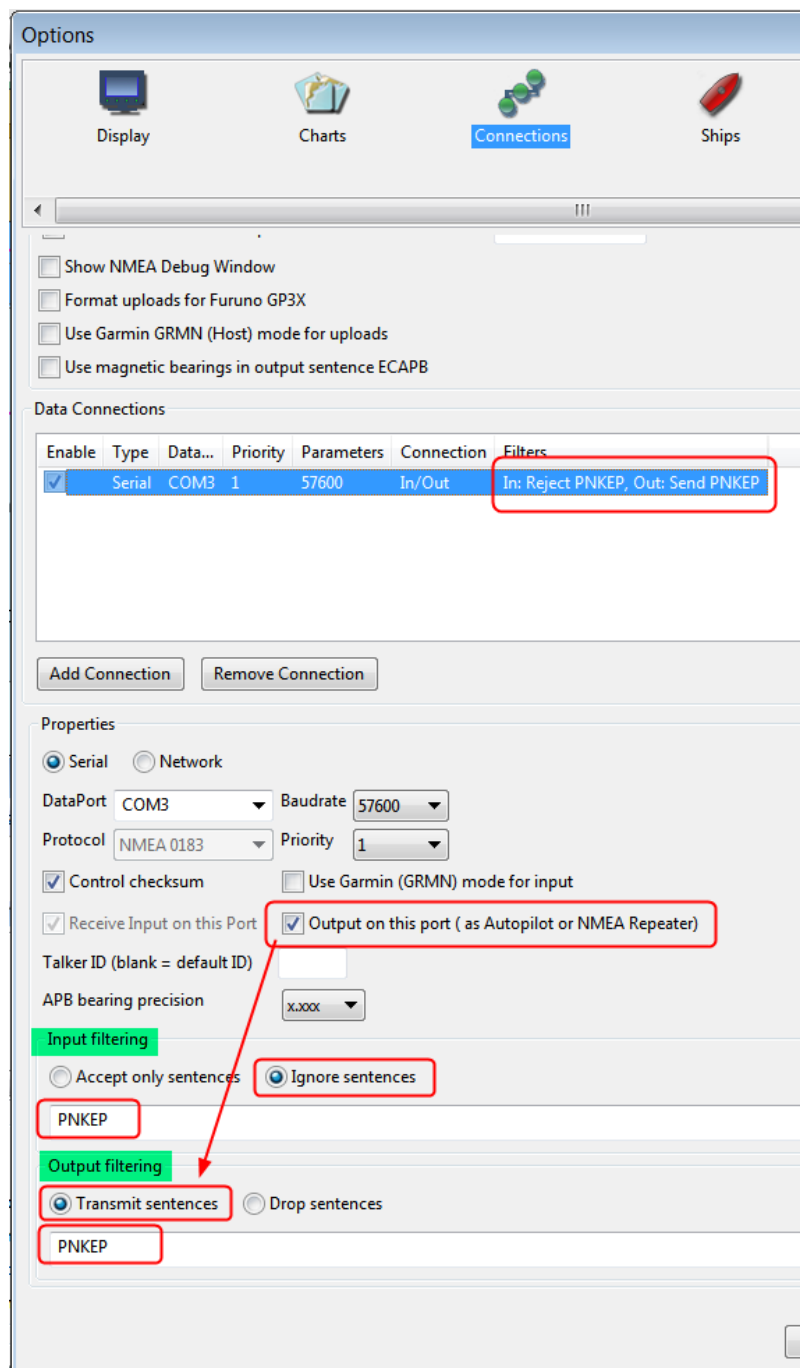 Options
Display Charts Connections Ships
Show NMEA Debug Window
Format uploads for Furuno GP3X
Use Garmin GRMN (Host) mode for uploads
Use magnetic bearings in output sentence ECAPB
Data Connections
Enable Type Data... Priority Parameters Connection Filters
Serial COM3 1 57600 In/Out In: Reject PNKEP, Out: Send PNKEP
Add Connection Remove Connection
Properties
Serial Network
DataPort COM3 Baudrate 57600
Protocol NMEA 0183 Priority 1
Control checksum Use Garmin (GRMN) mode for input
Receive Input on this Port Output on this port ( as Autopilot or NMEA Repeater)
Talker ID (blank = default ID)
APB bearing precision x.xxx
Input filtering
Accept only sentences Ignore sentences
PNKEP
Output filtering
Transmit sentences Drop sentences
PNKEP